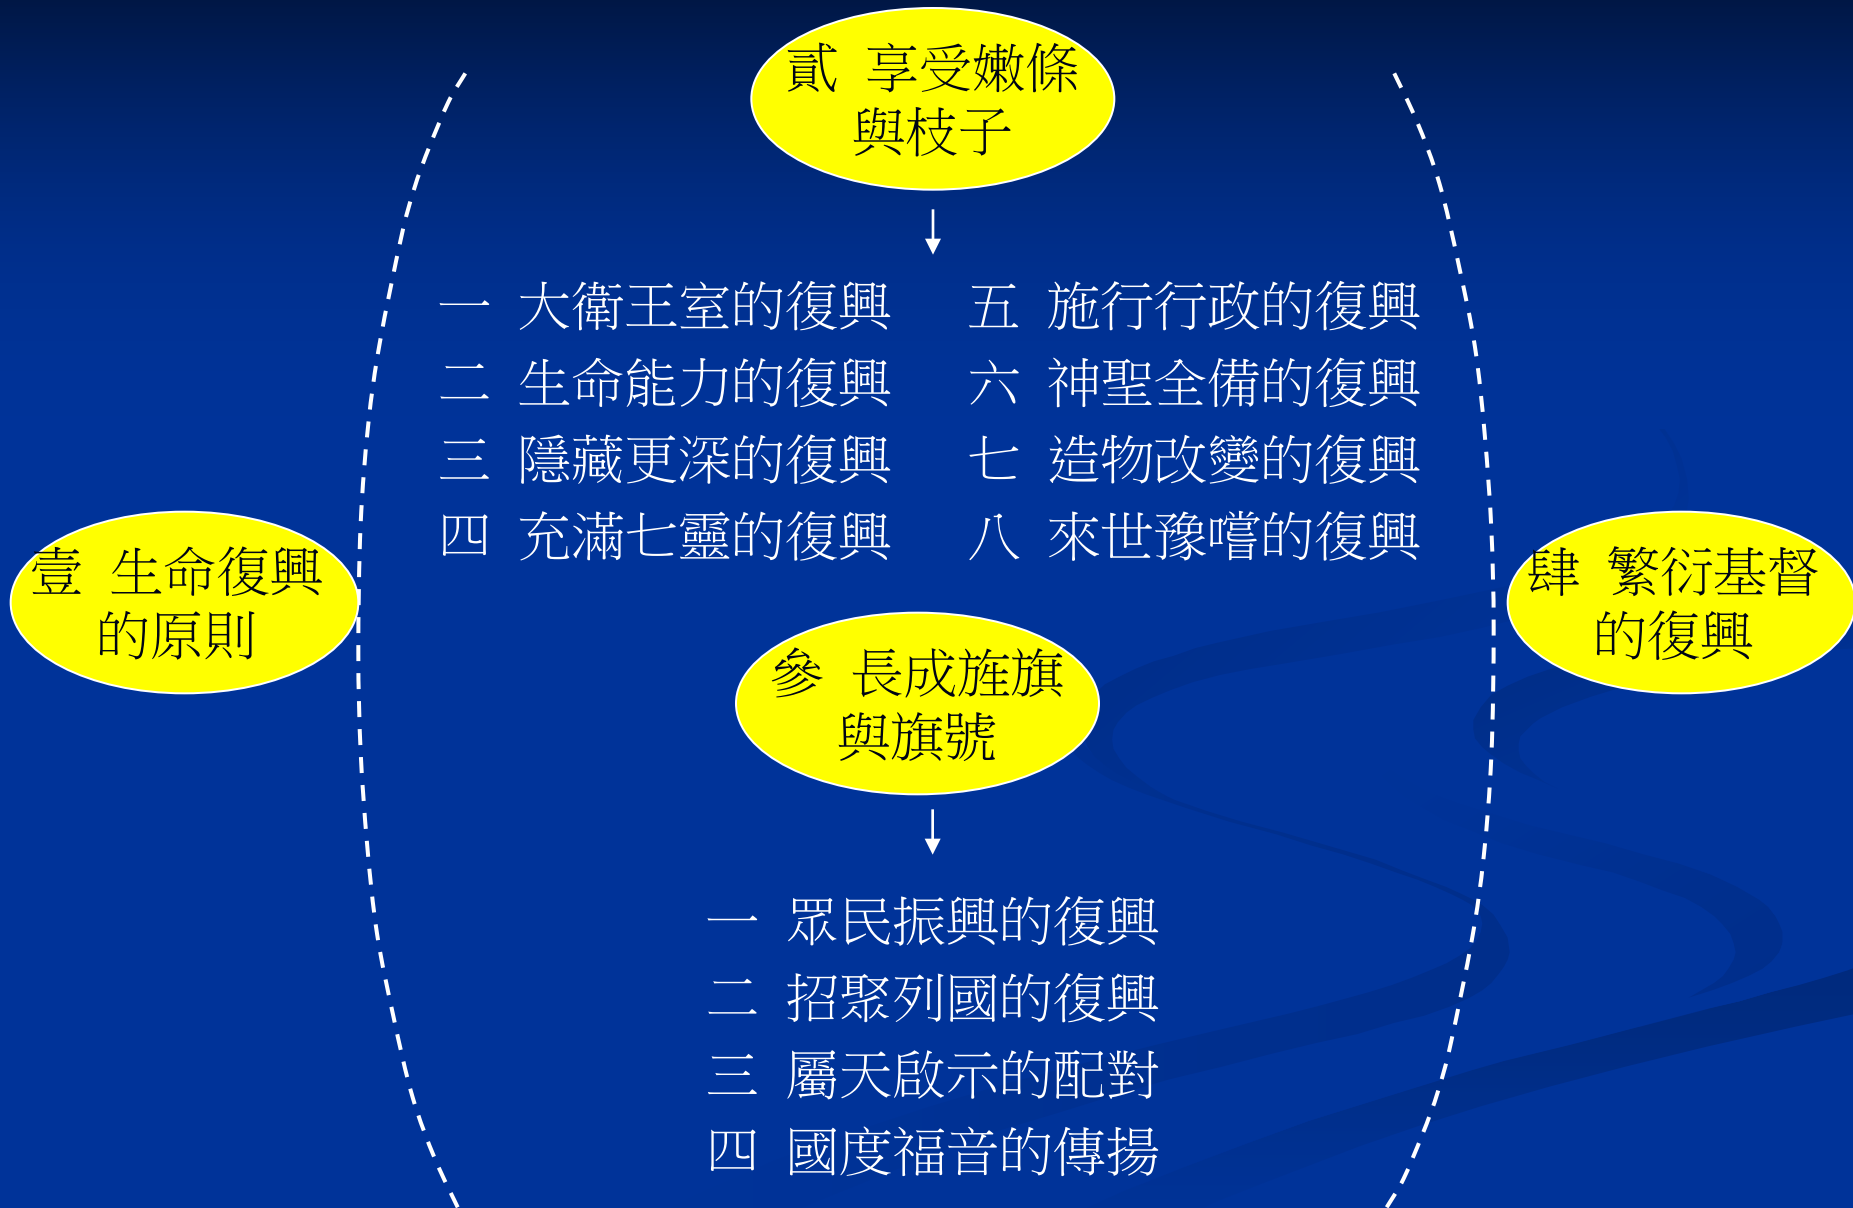 貳 享受嫩條
與枝子
一 大衛王室的復興
二 生命能力的復興
三 隱藏更深的復興
四 充滿七靈的復興
五 施行行政的復興
六 神聖全備的復興
七 造物改變的復興
八 來世豫嚐的復興
壹 生命復興
的原則
參 長成旌旗
與旗號
一 眾民振興的復興
二 招聚列國的復興
三 屬天啟示的配對
四 國度福音的傳揚
肆 繁衍基督
的復興